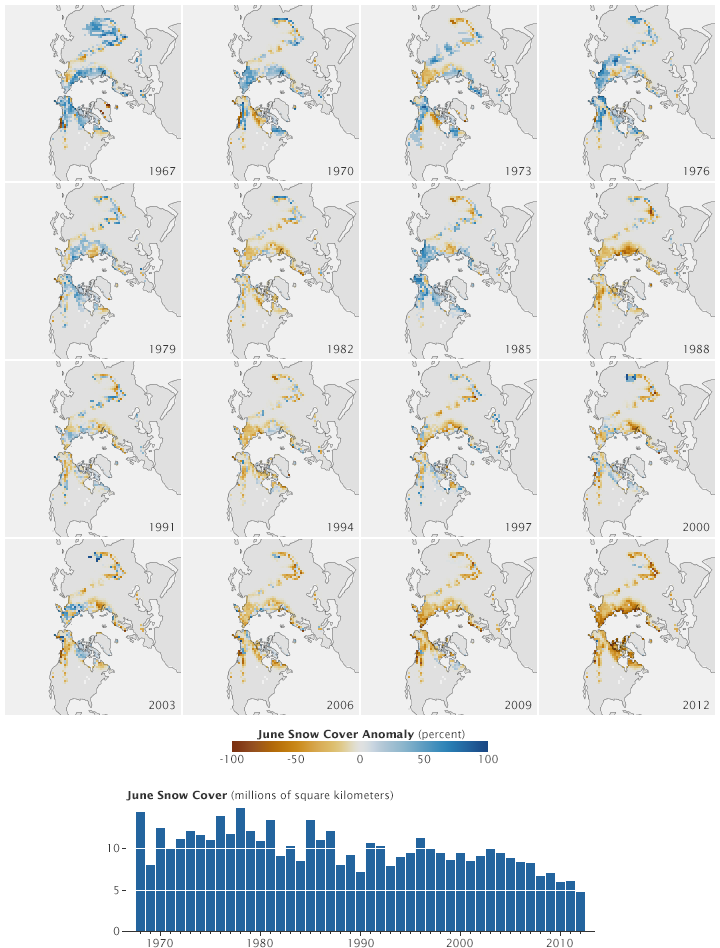 1967 1970 1973 1976
1979 1982 1985 1988
1991 1994 1997 2000
2003 2006 2009 2012
June Snow Cover Anomaly (percent)
-100 -50 0 50 100
June Snow Cover (millions of square kilometers)
10
5
0
1970 1980 1990 2000 2010